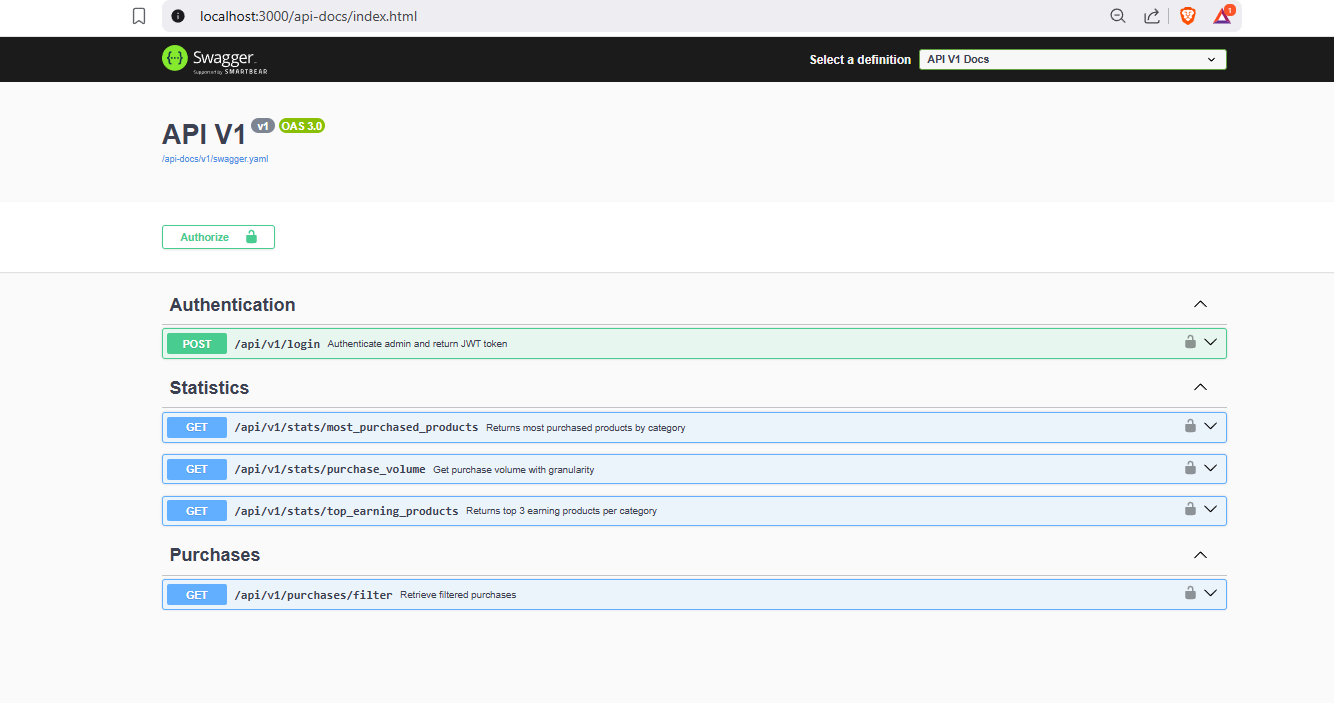 localhost:3000/api-docs/index.html
1
Swagger
Supported by SMARTBEAR
Select a definition
API V1 Docs
API V1 v1 OAS 3.0
/api-docs/v1/swagger.yaml
Authorize
Authentication
POST /api/v1/login Authenticate admin and return JWT token
Statistics
GET /api/v1/stats/most_purchased_products Returns most purchased products by category
GET /api/v1/stats/purchase_volume Get purchase volume with granularity
GET /api/v1/stats/top_earning_products Returns top 3 earning products per category
Purchases
GET /api/v1/purchases/filter Retrieve filtered purchases